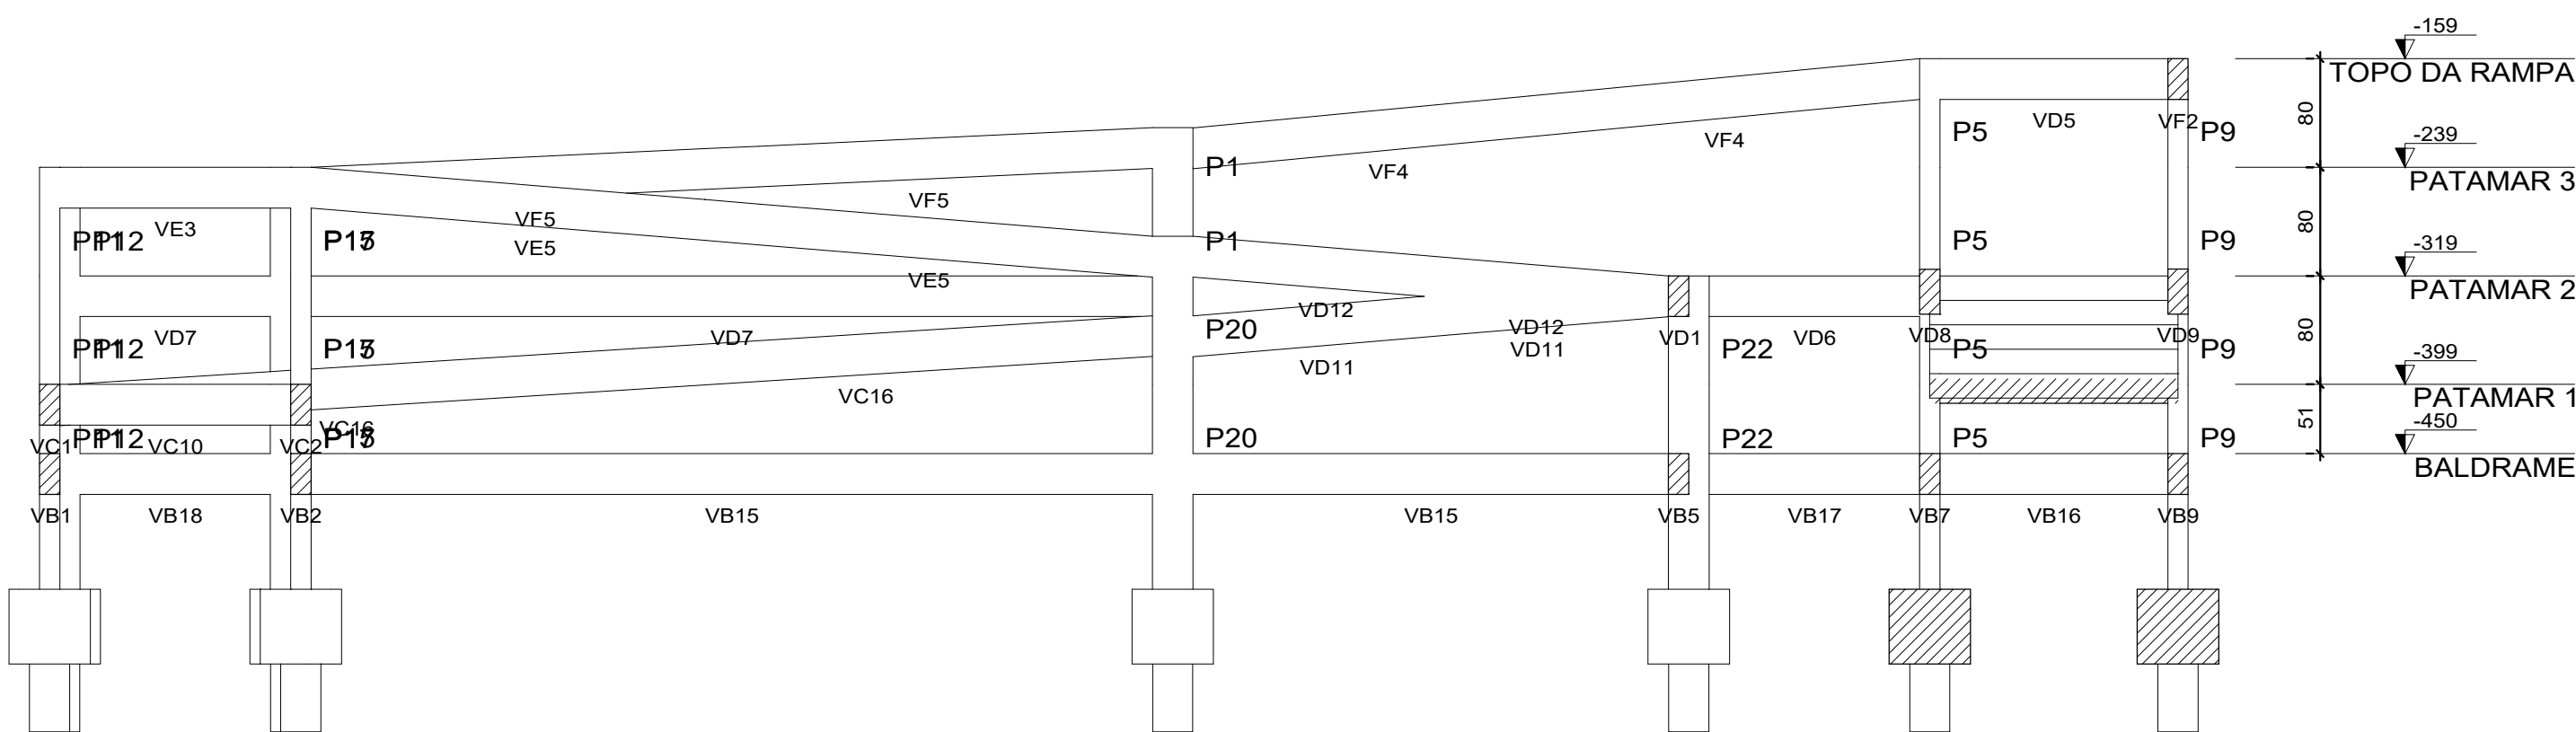 -159
TOPO DA RAMPA
80
VD5
VF2
P5
P9
-239
VF4
P1
VF4
PATAMAR 3
VF5
VF5
VE3
P12
P1
P5
P9
80
VE5
-319
VE5
PATAMAR 2
VD12
P20
VD12
VD7
VD7
VD1
VD6
VD8
VD9
80
P12
VD11
P22
P5
P9
-399
VD11
VC16
PATAMAR 1
51
-450
VC16
VC1
P12
VC10
VC2
P20
P22
P5
P9
BALDRAME
VB1
VB18
VB2
VB15
VB15
VB5
VB17
VB7
VB16
VB9